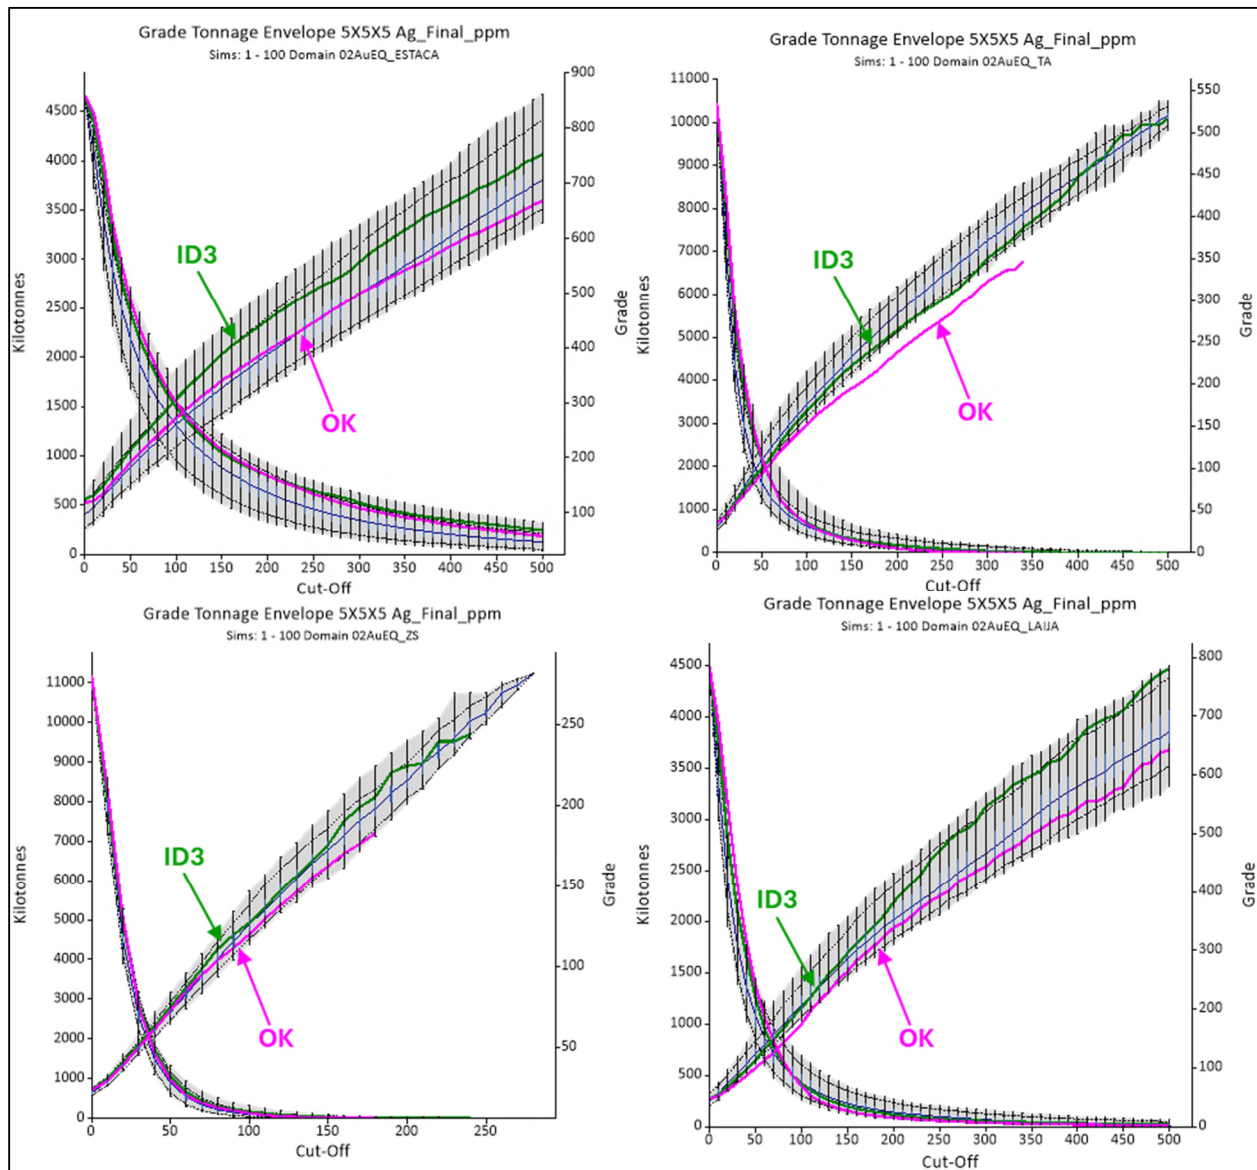 Grade Tonnage Envelope 5X5X5 Ag_Final_ppm
Sims: 1 - 100 Domain 02AuEQ_ESTACA
Kilotonnes
4500
4000
3500
3000
2500
2000
1500
1000
500
0
900
800
700
600
500
400
300
200
100
Grade
ID3
OK
0 50 100 150 200 250 300 350 400 450 500
Cut-Off
Grade Tonnage Envelope 5X5X5 Ag_Final_ppm
Sims: 1 - 100 Domain 02AuEQ_TA
Kilotonnes
11000
10000
9000
8000
7000
6000
5000
4000
3000
2000
1000
0
550
500
450
400
350
300
250
200
150
100
50
0
Grade
ID3
OK
0 50 100 150 200 250 300 350 400 450 500
Cut-Off
Grade Tonnage Envelope 5X5X5 Ag_Final_ppm
Sims: 1 - 100 Domain 02AuEQ_ZS
Kilotonnes
11000
10000
9000
8000
7000
6000
5000
4000
3000
2000
1000
0
250
200
150
100
50
Grade
ID3
OK
0 50 100 150 200 250
Cut-Off
Grade Tonnage Envelope 5X5X5 Ag_Final_ppm
Sims: 1 - 100 Domain 02AuEQ_LAIJA
Kilotonnes
4500
4000
3500
3000
2500
2000
1500
1000
500
0
800
700
600
500
400
300
200
100
0
Grade
ID3
OK
0 50 100 150 200 250 300 350 400 450 500
Cut-Off